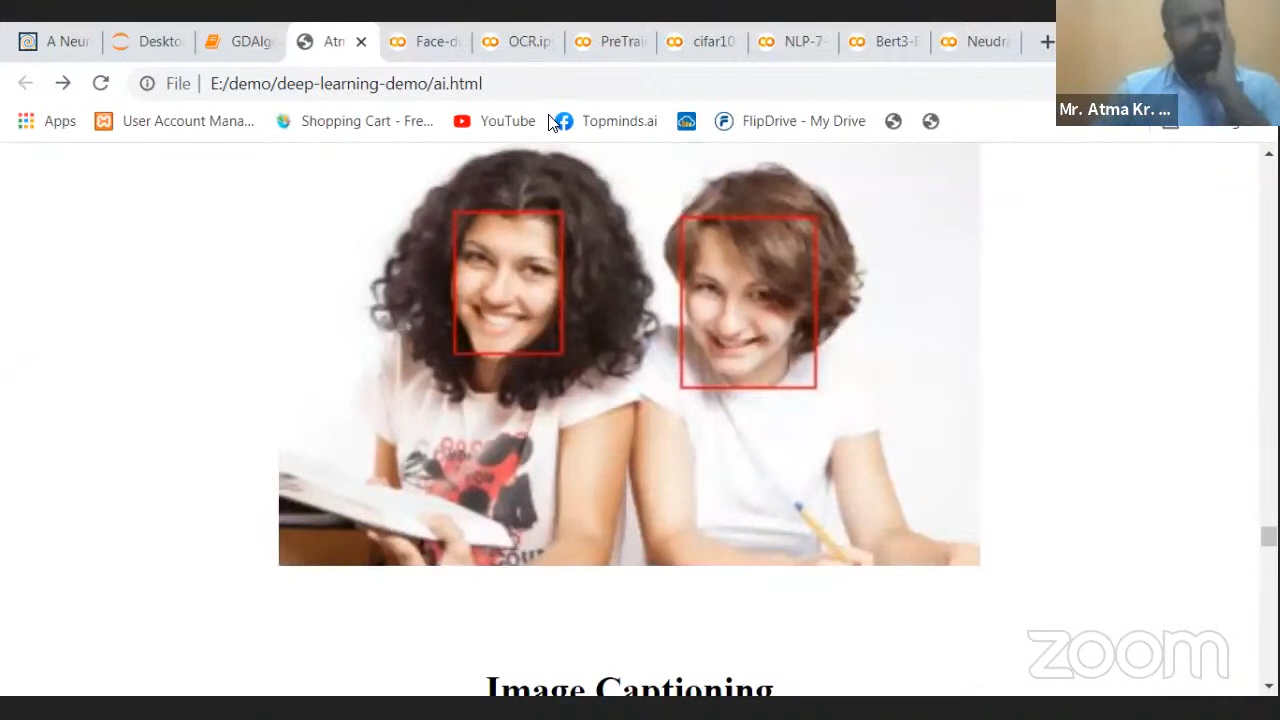 A Neur
Deskto
GDAlg
Atn
Face-d
OCR.ip
PreTrai
cifar10
NLP-7-
Bert3-
Neudr
File
E:/demo/deep-learning-demo/ai.html
Apps
User Account Mana...
Shopping Cart - Fre...
YouTube
Topminds.ai
FlipDrive - My Drive
Mr. Atma Kr. ...
zoom
Image Captioning